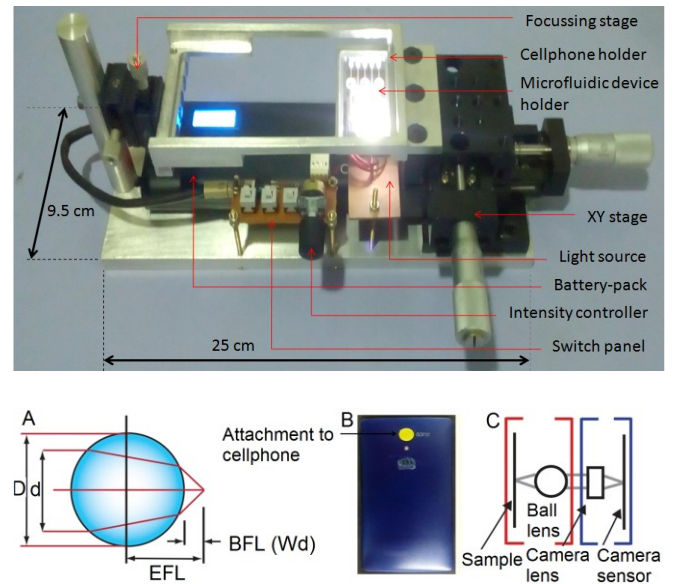 Focussing stage
Cellphone holder
Microfluidic device
holder
9.5 cm
XY stage
Light source
Battery-pack
Intensity controller
25 cm
Switch panel
A
D
d
BFL (Wd)
EFL
B
Attachment to
cellphone
C
Ball
lens
Sample
Camera
lens
Camera
sensor